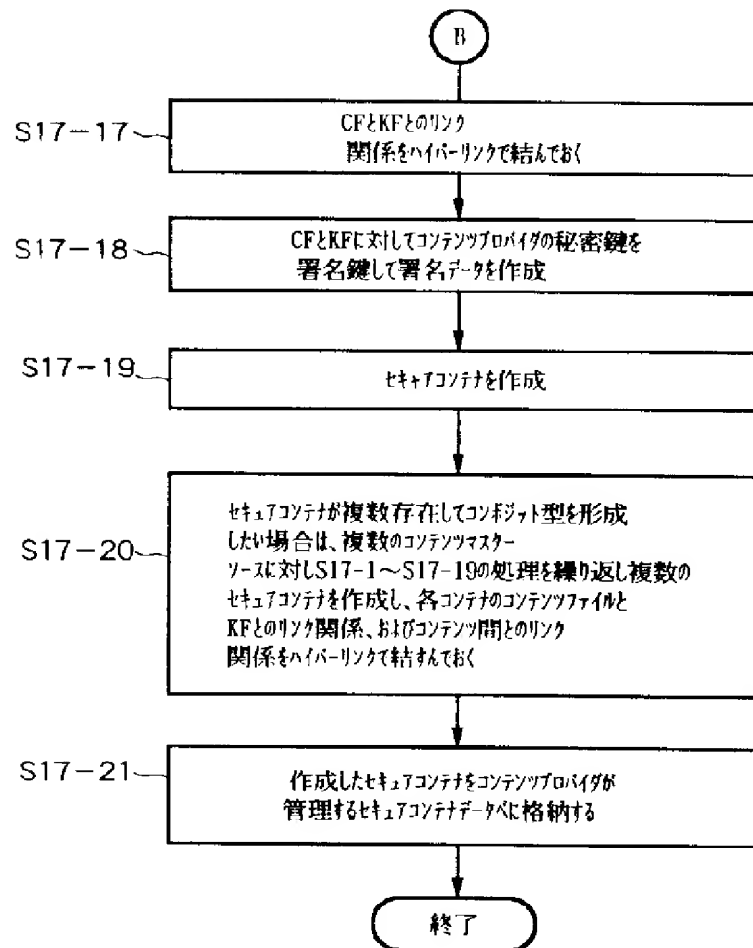 B
S17-17
CFとKFとのリンク
関係をハイパーリンクで結んておく
S17-18
CFとKFに対してコンテンツプロバイダの秘密鍵を
署名鍵して署名データを作成
S17-19
セキャアコンテナを作成
S17-20
セキュアコンテナが複数存在してコンポジット型を形成
したい場合は、複数のコンテンツマスター
ソースに対しS17-1～S17-19の処理を繰り返し複数の
セキュアコンテナを作成し、各コンテナのコンテンツファイルと
KFとのリンク関係、およびコンテンツ間とのリンク
関係をハイパーリンクで結すんておく
S17-21
作成したセキュアコンテナをコンテンツプロバイダが
管理するセキュアコンテナデータベに格納する
終了